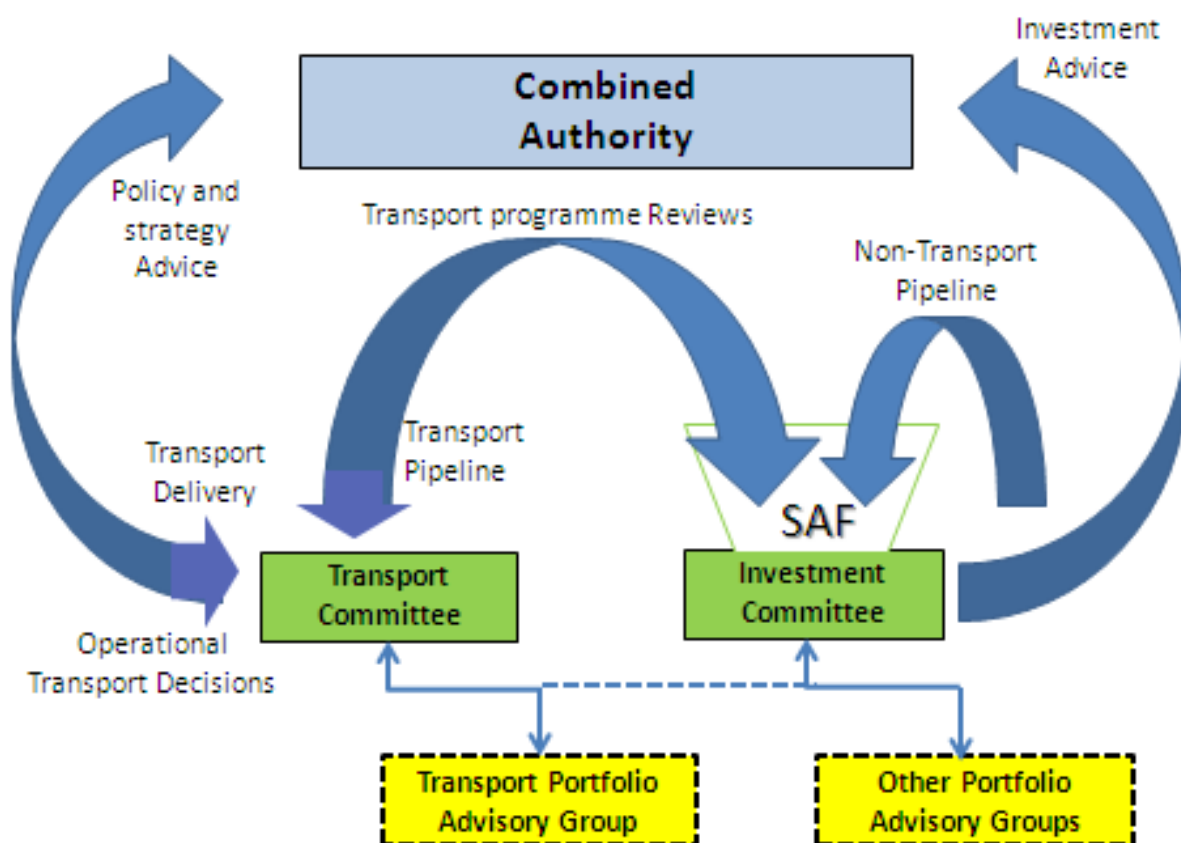 Investment
Advice
Combined
Authority
Policy and
strategy
Advice
Transport programme Reviews
Non-Transport
Pipeline
Transport
Delivery
Transport
Pipeline
SAF
Transport
Committee
Investment
Committee
Operational
Transport Decisions
Transport Portfolio
Advisory Group
Other Portfolio
Advisory Groups